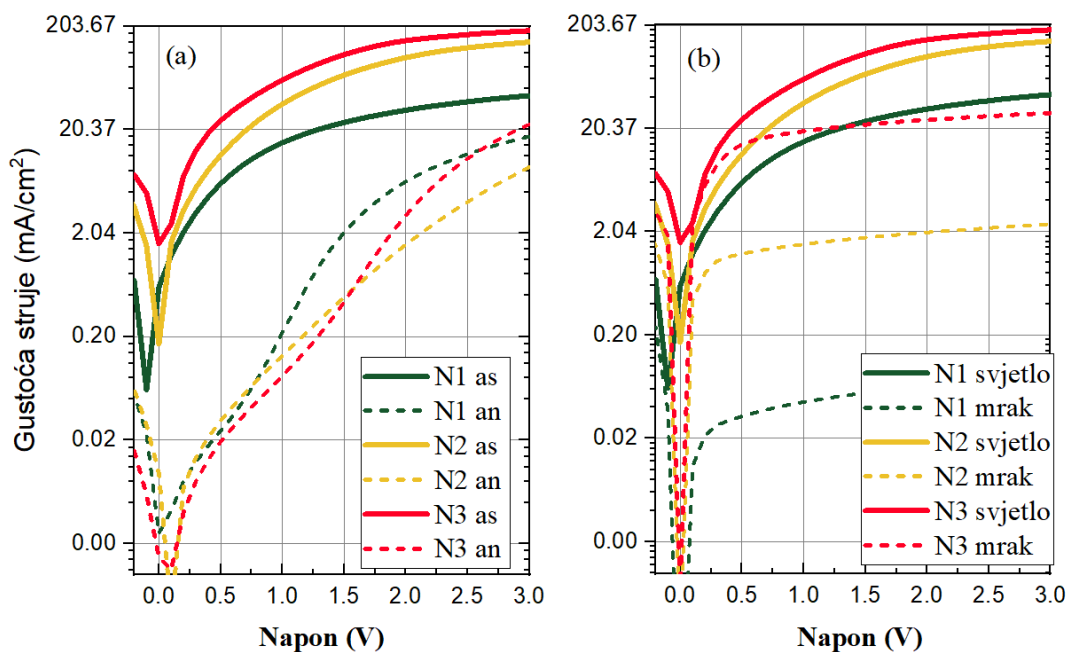 Gustoća struje (mA/cm²)
203.67
20.37
2.04
0.20
0.02
0.00
(a)
N1 as
N1 an
N2 as
N2 an
N3 as
N3 an
0.0 0.5 1.0 1.5 2.0 2.5 3.0
Napon (V)
203.67
20.37
2.04
0.20
0.02
0.00
(b)
N1 svjetlo
N1 mrak
N2 svjetlo
N2 mrak
N3 svjetlo
N3 mrak
0.0 0.5 1.0 1.5 2.0 2.5 3.0
Napon (V)